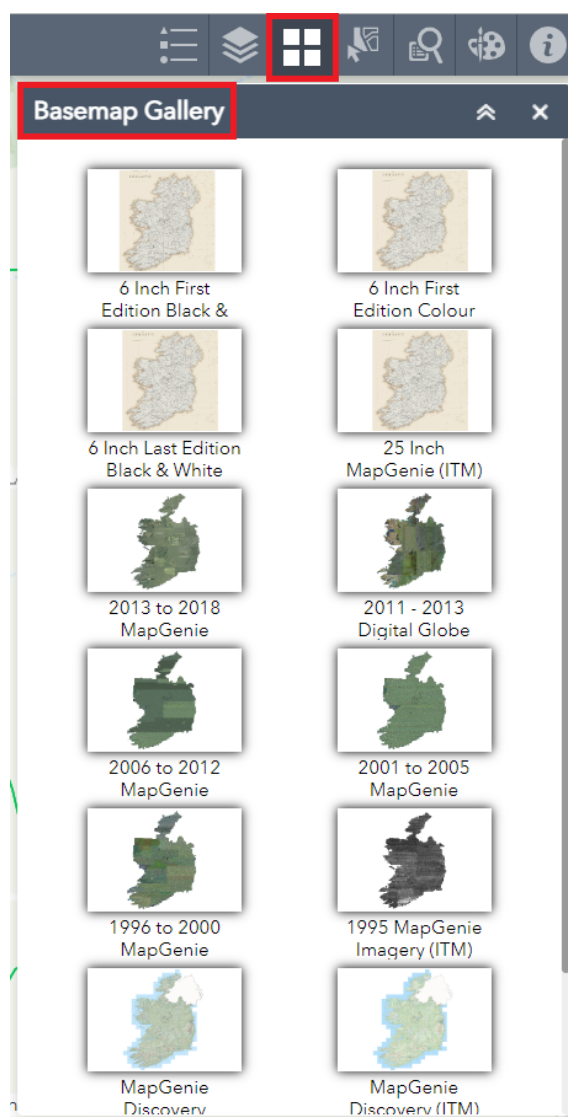 Basemap Gallery
6 Inch First
Edition Black &
6 Inch First
Edition Colour
6 Inch Last Edition
Black & White
25 Inch
MapGenie (ITM)
2013 to 2018
MapGenie
2011 - 2013
Digital Globe
2006 to 2012
MapGenie
2001 to 2005
MapGenie
1996 to 2000
MapGenie
1995 MapGenie
Imagery (ITM)
MapGenie
Discovery
MapGenie
Discovery (ITM)